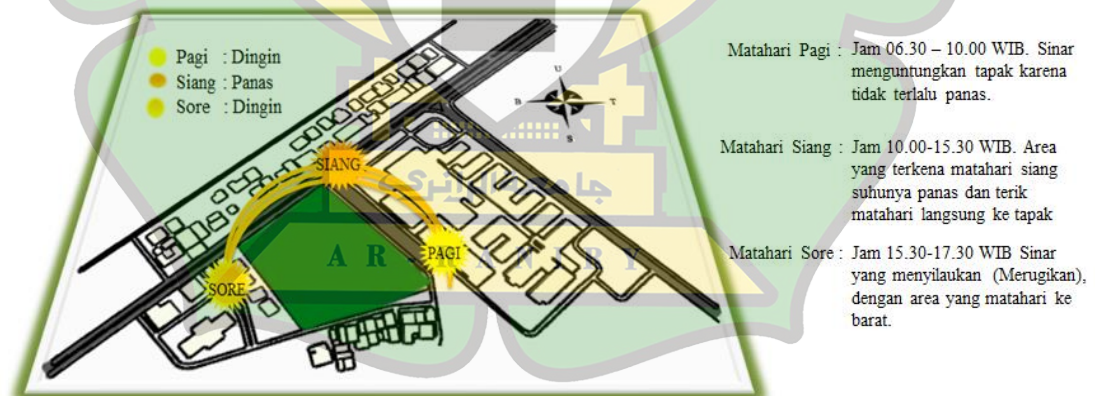 Pagi : Dingin
Siang : Panas
Sore : Dingin
U
B
T
S
SIANG
PAGI
SORE
جامعة الرانري
A R - R A N I R Y
Matahari Pagi : Jam 06.30 – 10.00 WIB. Sinar
menguntungkan tapak karena
tidak terlalu panas.
Matahari Siang : Jam 10.00-15.30 WIB. Area
yang terkena matahari siang
suhunya panas dan terik
matahari langsung ke tapak
Matahari Sore : Jam 15.30-17.30 WIB Sinar
yang menyilaukan (Merugikan),
dengan area yang matahari ke
barat.